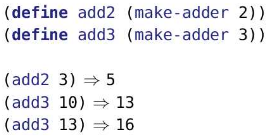 (define add2 (make-adder 2))
(define add3 (make-adder 3))
(add2 3) ⇒ 5
(add3 10) ⇒ 13
(add3 13) ⇒ 16